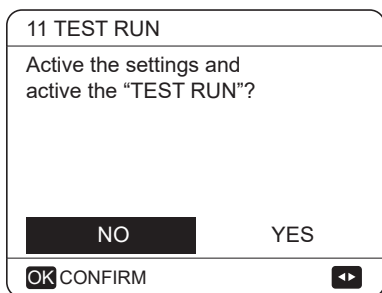 11 TEST RUN
Active the settings and
active the “TEST RUN”?
NO YES
OK CONFIRM